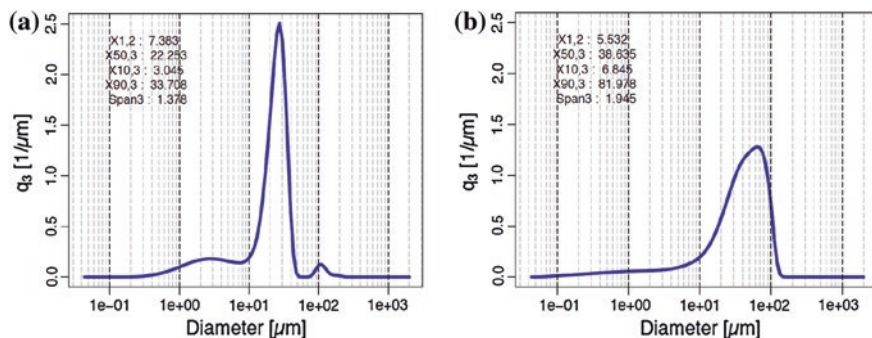 (a)
X1,2 : 7.383
X50,3 : 22.253
X10,3 : 3.045
X90,3 : 33.708
Span3 : 1.378
q3 [1/µm]
2.5
2.0
1.5
1.0
0.5
0.0
1e−01 1e+00 1e+01 1e+02 1e+03
Diameter [µm]
(b)
X1,2 : 5.532
X50,3 : 38.635
X10,3 : 6.845
X90,3 : 81.978
Span3 : 1.945
q3 [1/µm]
2.5
2.0
1.5
1.0
0.5
0.0
1e−01 1e+00 1e+01 1e+02 1e+03
Diameter [µm]